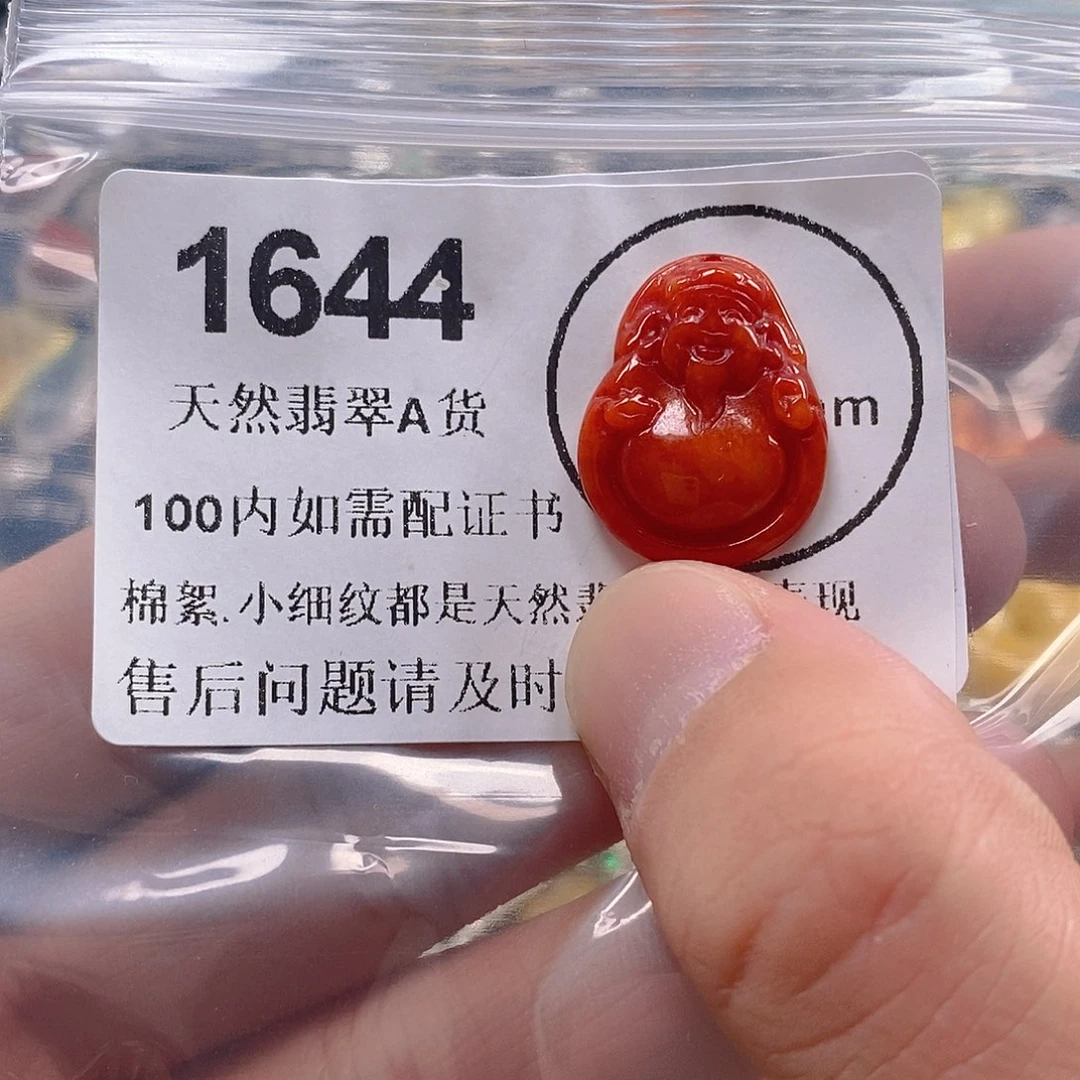 1644
天然翡翠A货
m
100内如需配证书
棉絮.小细纹都是天然 现
售后问题请及时